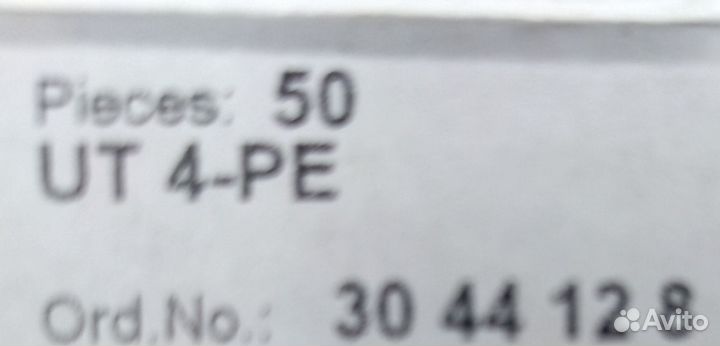 Pieces: 50
UT 4-PE
Ord.No.: 30 44 12 8
Avito